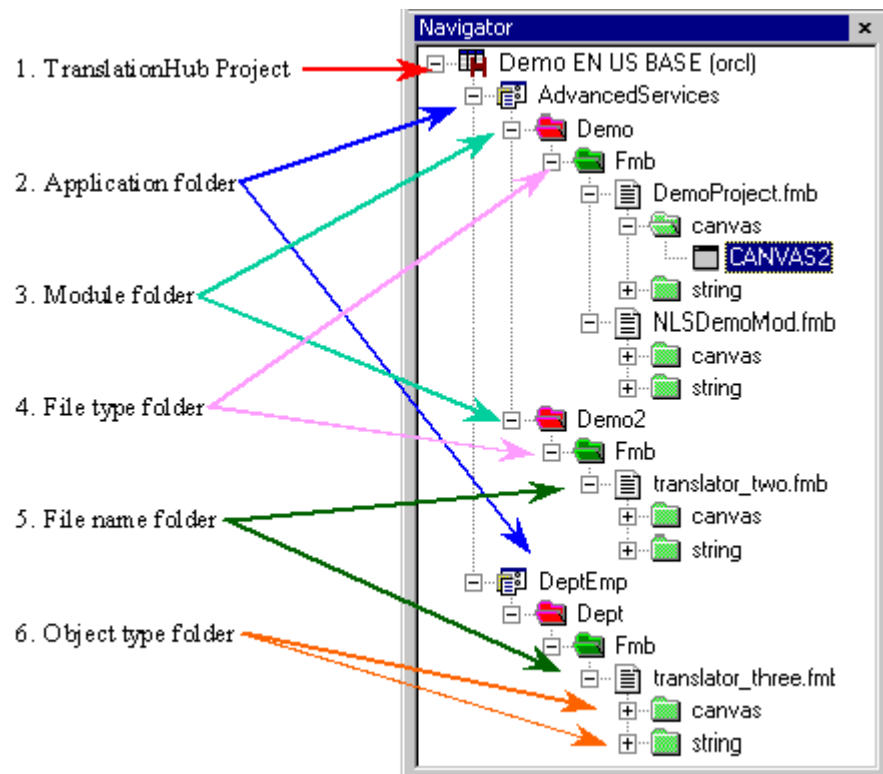 Navigator
1. TranslationHub Project
Demo EN US BASE (orcl)
AdvancedServices
Demo
2. Application folder
Fmb
DemoProject.fmb
canvas
CANVAS2
3. Module folder
string
NLSDemoMod.fmb
canvas
string
4. File type folder
Demo2
Fmb
translator_two.fmb
5. File name folder
canvas
string
DeptEmp
Dept
6. Object type folder
Fmb
translator_three.fmt
canvas
string